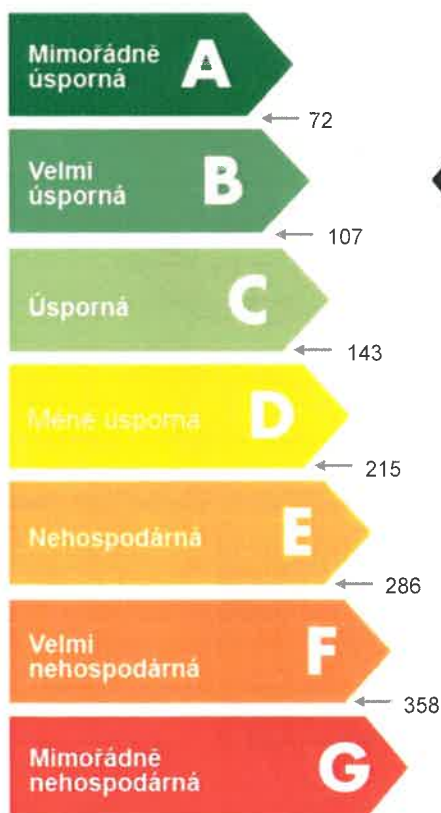 Mimořádně
úsporná
A
72
Velmi
úsporná
B
107
Úsporná
C
143
Méně úsporná
D
215
Nehospodárná
E
286
Velmi
nehospodárná
F
358
Mimořádně
nehospodárná
G